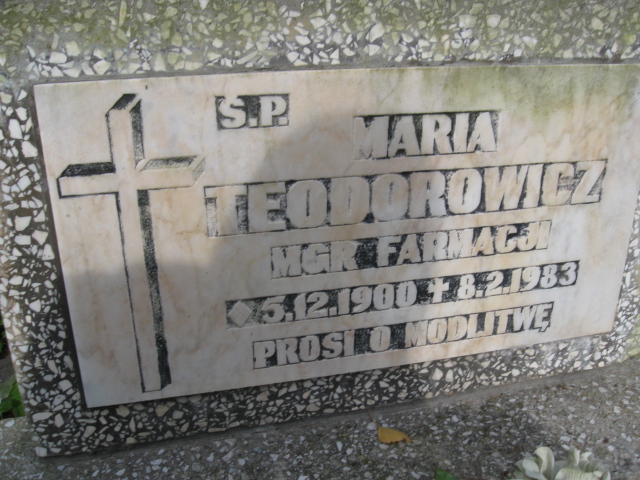 Ś.P.
MARIA
TEODOROWICZ
MGR FARMACJI
5.12.1900 ✝ 8.2.1983
PROSI O MODLITWĘ